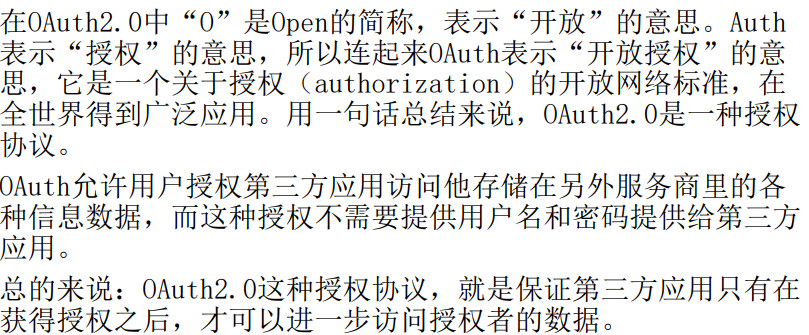 在OAuth2.0中“O”是Open的简称，表示“开放”的意思。Auth
表示“授权”的意思，所以连起来OAuth表示“开放授权”的意
思，它是一个关于授权（authorization）的开放网络标准，在
全世界得到广泛应用。用一句话总结来说，OAuth2.0是一种授权
协议。
OAuth允许用户授权第三方应用访问他存储在另外服务商里的各
种信息数据，而这种授权不需要提供用户名和密码提供给第三方
应用。
总的来说：OAuth2.0这种授权协议，就是保证第三方应用只有在
获得授权之后，才可以进一步访问授权者的数据。